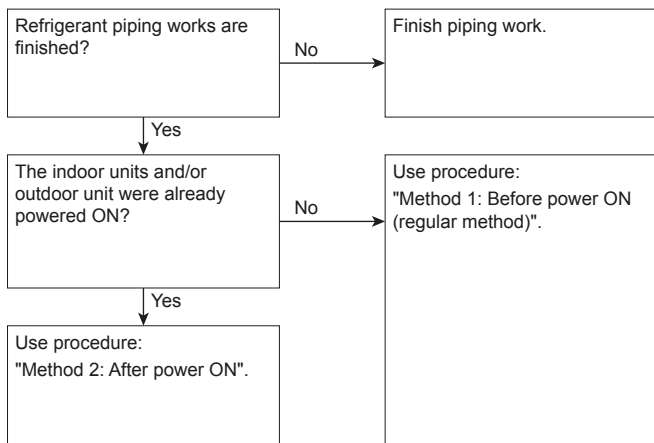 Refrigerant piping works are
finished?
No
Finish piping work.
Yes
The indoor units and/or
outdoor unit were already
powered ON?
No
Use procedure:
"Method 1: Before power ON
(regular method)".
Yes
Use procedure:
"Method 2: After power ON".